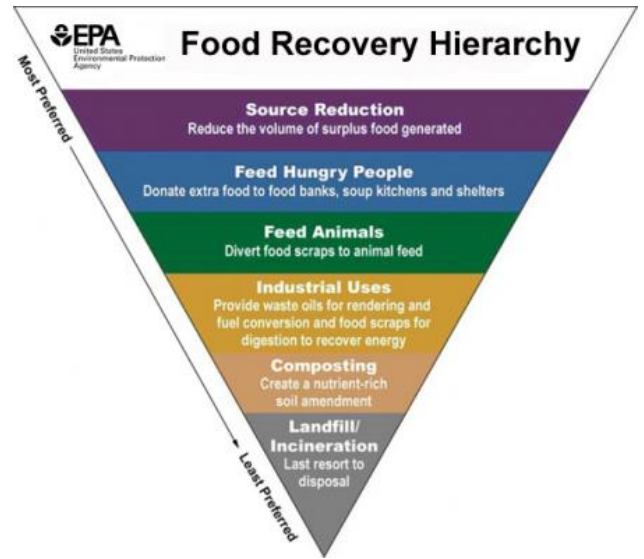 EPA
United States
Environmental Protection
Agency
Food Recovery Hierarchy
Most Preferred
Source Reduction
Reduce the volume of surplus food generated
Feed Hungry People
Donate extra food to food banks, soup kitchens and shelters
Feed Animals
Divert food scraps to animal feed
Industrial Uses
Provide waste oils for rendering and
fuel conversion and food scraps for
digestion to recover energy
Composting
Create a nutrient-rich
soil amendment
Landfill/
Incineration
Last resort to
disposal
Least Preferred